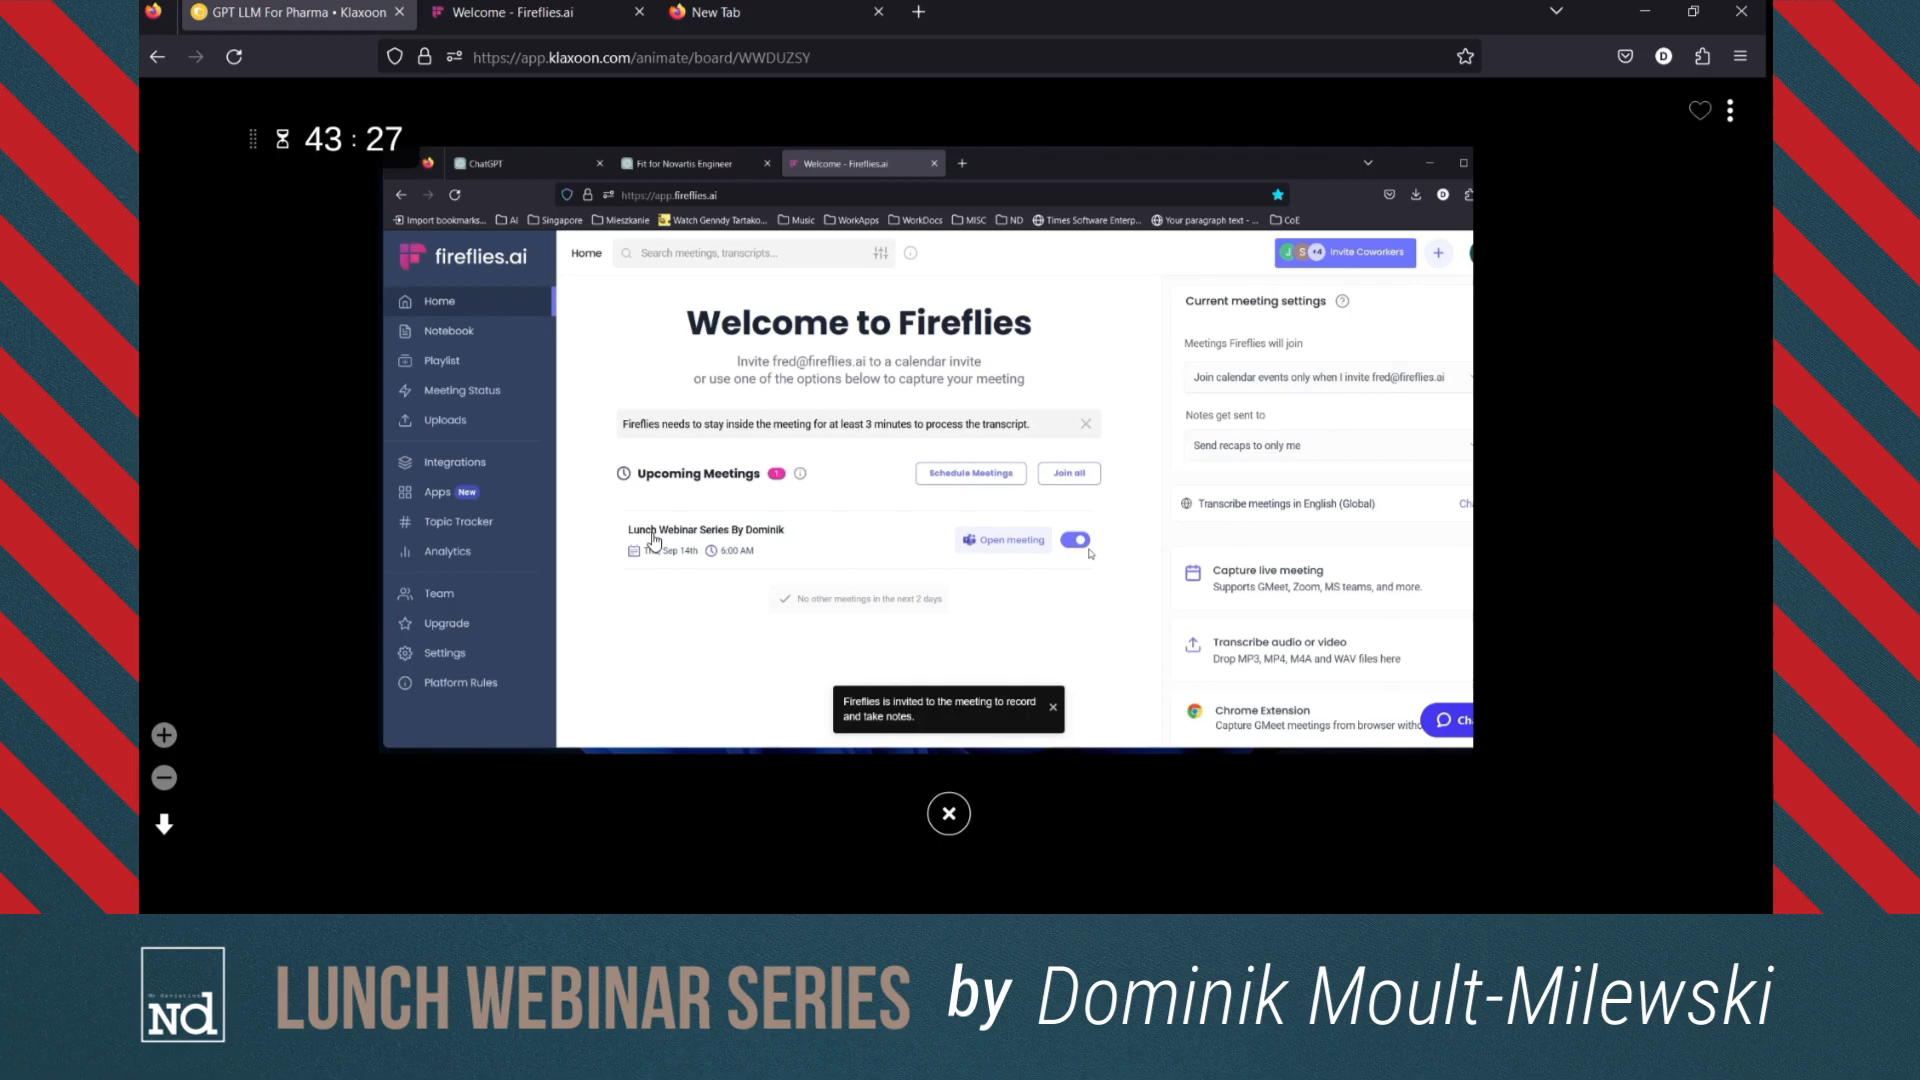 GPT LLM For Pharma • Klaxoon
Welcome - Fireflies.ai
New Tab
https://app.klaxoon.com/animate/board/WWDUZSY
43 : 27
ChatGPT
Fit for Novartis Engineer
Welcome - Fireflies.ai
https://app.fireflies.ai
Import bookmarks...
AI
Singapore
Mieszkanie
Watch Genndy Tartako...
Music
WorkApps
WorkDocs
MISC
ND
Times Software Enterp...
Your paragraph text - ...
CoE
fireflies.ai
Home
Notebook
Playlist
Meeting Status
Uploads
Integrations
Apps New
Topic Tracker
Analytics
Team
Upgrade
Settings
Platform Rules
Home
Search meetings, transcripts...
J S +4 Invite Coworkers
Welcome to Fireflies
Invite fred@fireflies.ai to a calendar invite
or use one of the options below to capture your meeting
Fireflies needs to stay inside the meeting for at least 3 minutes to process the transcript.
Upcoming Meetings 1
Schedule Meetings
Join all
Lunch Webinar Series By Dominik
Sep 14th 6:00 AM
Open meeting
No other meetings in the next 2 days
Fireflies is invited to the meeting to record
and take notes.
Current meeting settings
Meetings Fireflies will join
Join calendar events only when I invite fred@fireflies.ai
Notes get sent to
Send recaps to only me
Transcribe meetings in English (Global)
Capture live meeting
Supports GMeet, Zoom, MS teams, and more.
Transcribe audio or video
Drop MP3, MP4, M4A and WAV files here
Chrome Extension
Capture GMeet meetings from browser
Nd
LUNCH WEBINAR SERIES by Dominik Moult-Milewski